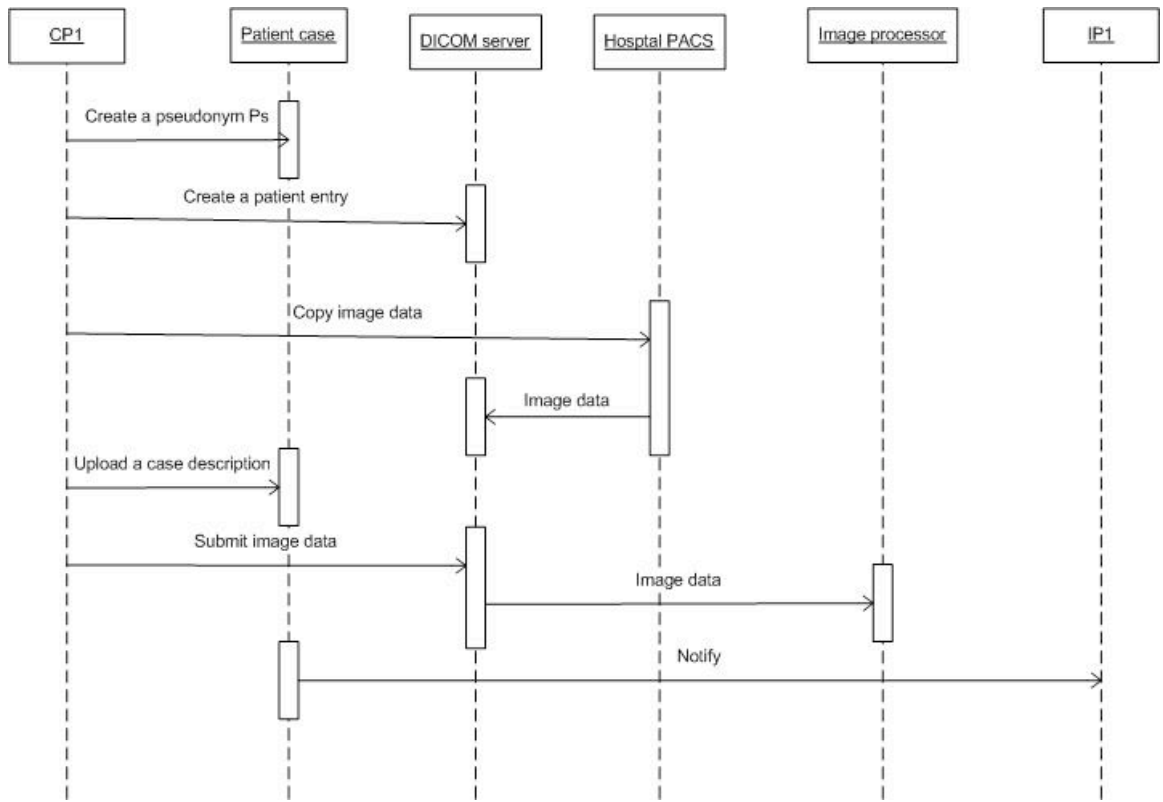 CP1
Patient case
DICOM server
Hosptal PACS
Image processor
IP1
Create a pseudonym Ps
Create a patient entry
Copy image data
Image data
Upload a case description
Submit image data
Image data
Notify